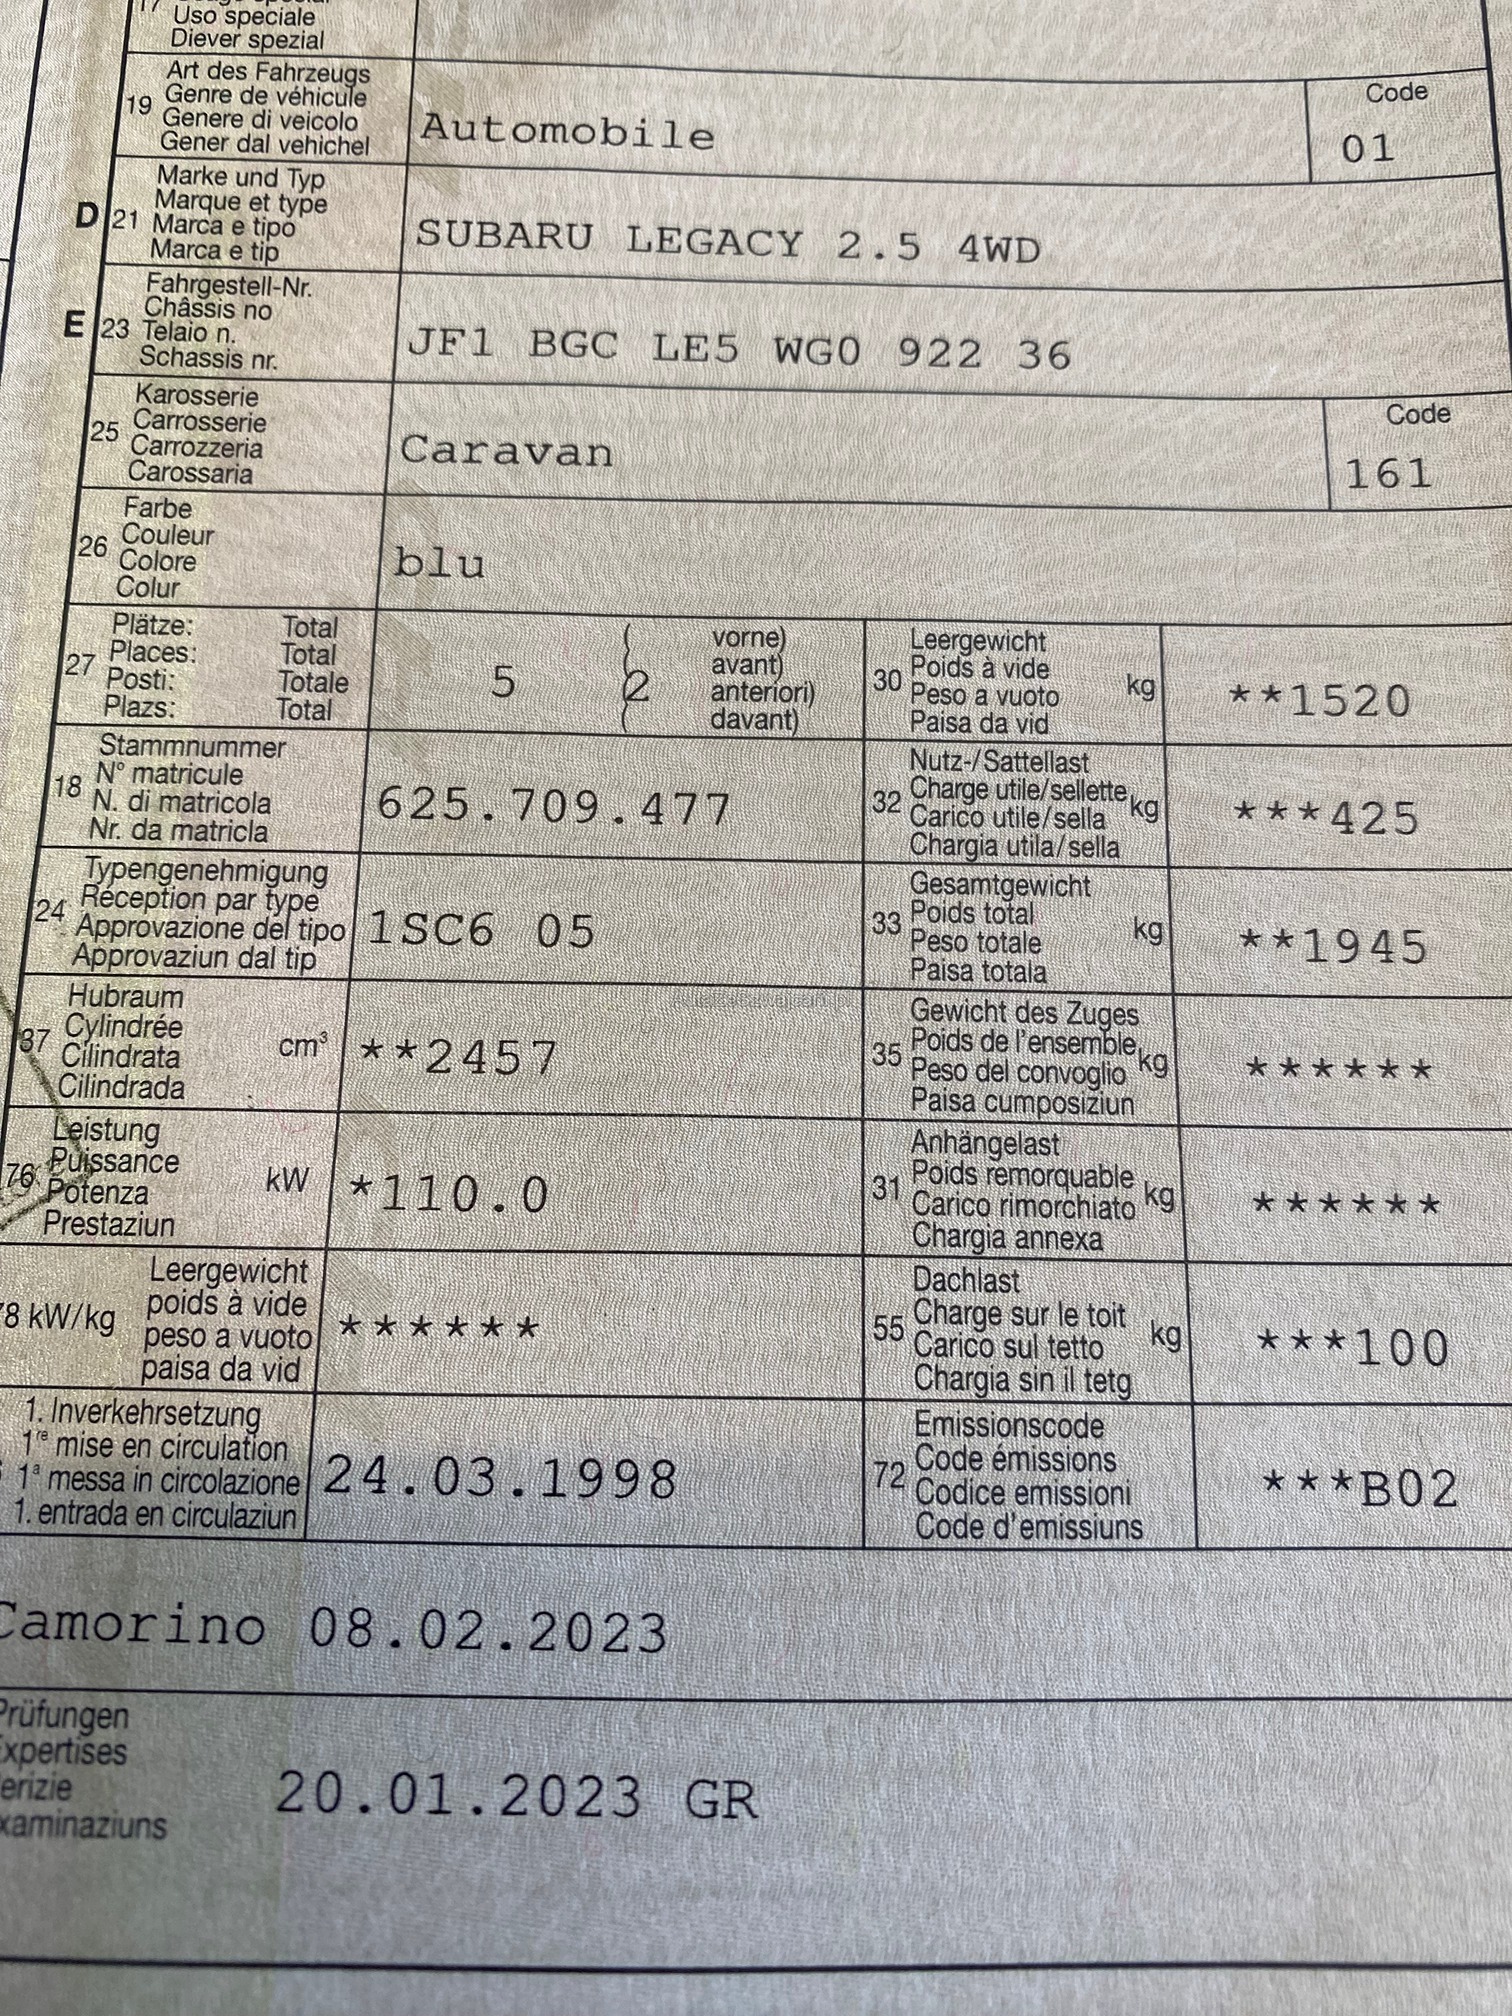 17
Uso speciale
Diever spezial
19
Art des Fahrzeugs
Genre de véhicule
Genere di veicolo
Gener dal vehichel
Automobile
Code
01
D 21
Marke und Typ
Marque et type
Marca e tipo
Marca e tip
SUBARU LEGACY 2.5 4WD
E 23
Fahrgestell-Nr.
Châssis no
Telaio n.
Schassis nr.
JF1 BGC LE5 WG0 922 36
25
Karosserie
Carrosserie
Carrozzeria
Carossaria
Caravan
Code
161
26
Farbe
Couleur
Colore
Colur
blu
27
Plätze: Total
Places: Total
Posti: Totale
Plazs: Total
5
(2
vorne)
avant)
anteriori)
davant)
30
Leergewicht
Poids à vide
Peso a vuoto
Paisa da vid
kg
**1520
18
Stammnummer
N° matricule
N. di matricola
Nr. da matricla
625.709.477
32
Nutz-/Sattellast
Charge utile/sellette
Carico utile/sella
Chargia utila/sella
kg
***425
24
Typengenehmigung
Réception par type
Approvazione del tipo
Approvaziun dal tip
1SC6 05
33
Gesamtgewicht
Poids total
Peso totale
Paisa totala
kg
**1945
37
Hubraum
Cylindrée
Cilindrata
Cilindrada
cm³
**2457
35
Gewicht des Zuges
Poids de l'ensemble
Peso del convoglio
Paisa cumposiziun
kg
******
76
Leistung
Puissance
Potenza
Prestaziun
kW
*110.0
31
Anhängelast
Poids remorquable
Carico rimorchiato
Chargia annexa
kg
******
78 kW/kg
Leergewicht
poids à vide
peso a vuoto
paisa da vid
******
55
Dachlast
Charge sur le toit
Carico sul tetto
Chargia sin il tetg
kg
***100
1. Inverkehrsetzung
1re mise en circulation
1a messa in circolazione
1. entrada en circulaziun
24.03.1998
72
Emissionscode
Code émissions
Codice emissioni
Code d'emissiuns
***B02
Camorino 08.02.2023
Prüfungen
Expertises
Perizie
Examinaziuns
20.01.2023 GR